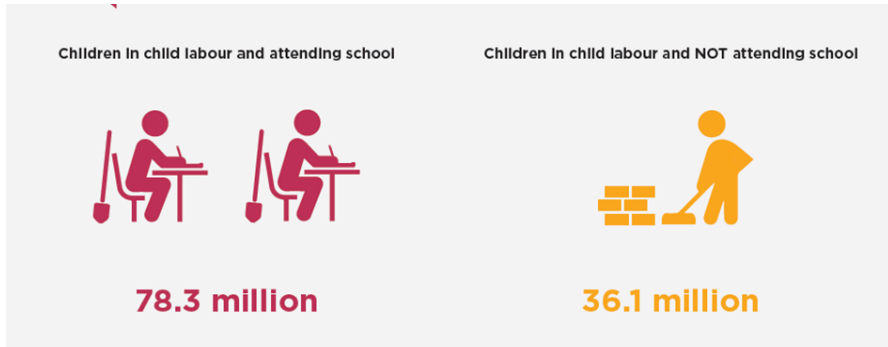 Children in child labour and attending school
Children in child labour and NOT attending school
78.3 million
36.1 million